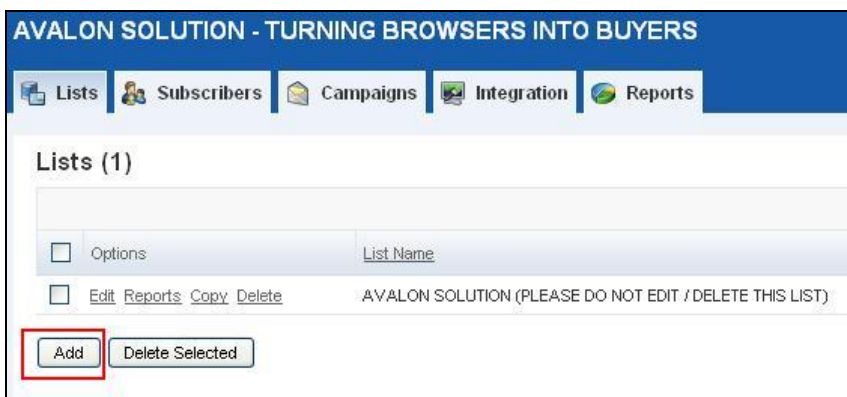 AVALON SOLUTION - TURNING BROWSERS INTO BUYERS
Lists Subscribers Campaigns Integration Reports
Lists (1)
Options List Name
Edit Reports Copy Delete AVALON SOLUTION (PLEASE DO NOT EDIT / DELETE THIS LIST)
Add Delete Selected